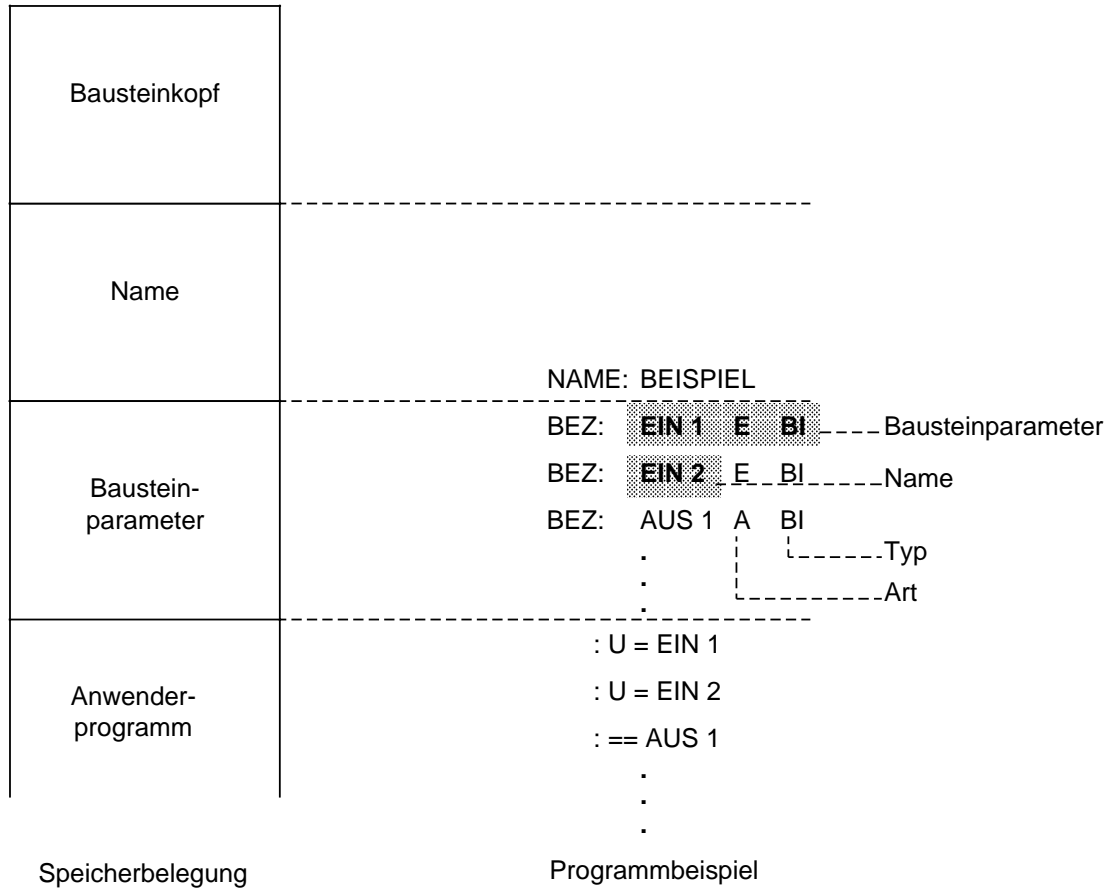 Bausteinkopf
Name
NAME: BEISPIEL
BEZ: EIN 1 E BI Bausteinparameter
BEZ: EIN 2 E BI Name
Baustein-
parameter
BEZ: AUS 1 A BI
Typ
.
.
.
Art
: U = EIN 1
: U = EIN 2
Anwender-
programm
: == AUS 1
.
.
.
Speicherbelegung
Programmbeispiel